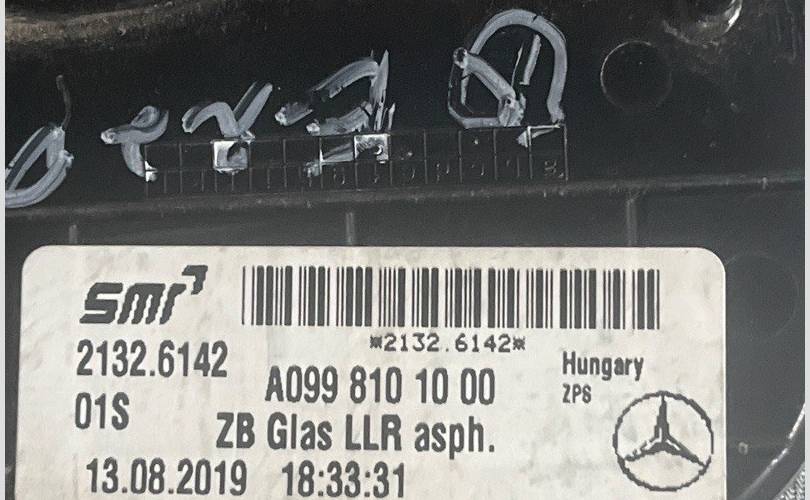 smr
*2132.6142*
2132.6142
A099 810 10 00
Hungary
ZPS
01S
ZB Glas LLR asph.
13.08.2019 18:33:31